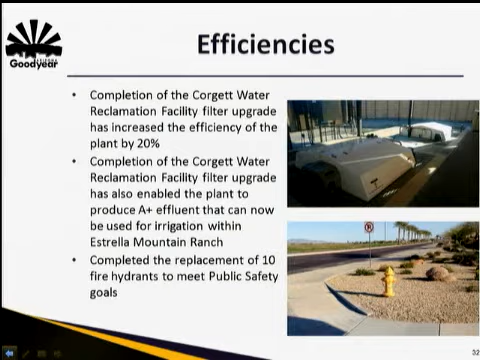 Efficiencies
ARIZONA
Goodyear
• Completion of the Corgett Water
Reclamation Facility filter upgrade
has increased the efficiency of the
plant by 20%
• Completion of the Corgett Water
Reclamation Facility filter upgrade
has also enabled the plant to
produce A+ effluent that can now
be used for irrigation within
Estrella Mountain Ranch
• Completed the replacement of 10
fire hydrants to meet Public Safety
goals
32